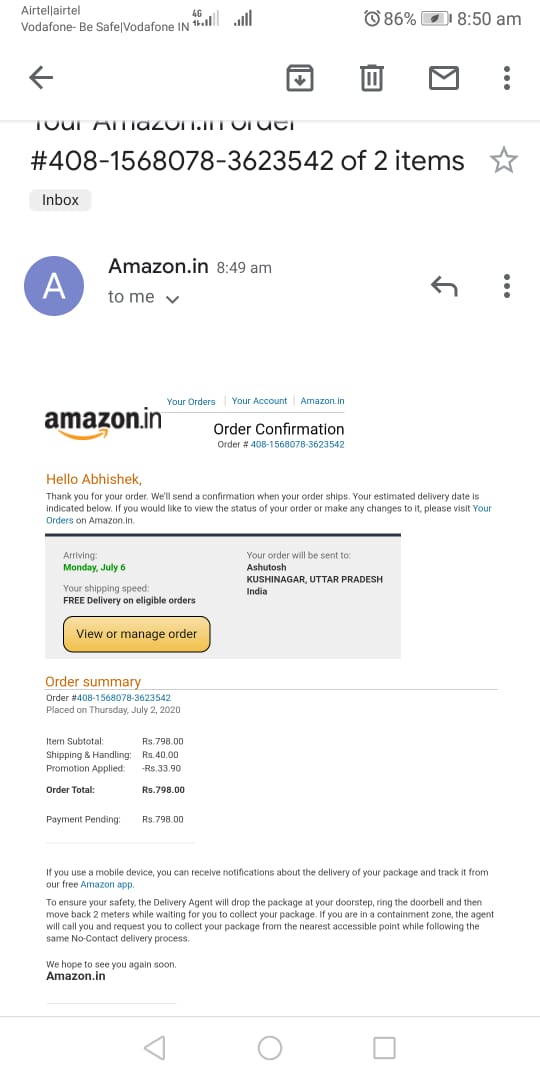 Airtel|airtel
Vodafone- Be Safe|Vodafone IN
4G
86%
8:50 am
Your Amazon.in order
#408-1568078-3623542 of 2 items
Inbox
A
Amazon.in 8:49 am
to me
Your Orders | Your Account | Amazon.in
amazon.in
Order Confirmation
Order # 408-1568078-3623542
Hello Abhishek,
Thank you for your order. We'll send a confirmation when your order ships. Your estimated delivery date is
indicated below. If you would like to view the status of your order or make any changes to it, please visit Your
Orders on Amazon.in.
Arriving:
Monday, July 6
Your shipping speed:
FREE Delivery on eligible orders
View or manage order
Your order will be sent to:
Ashutosh
KUSHINAGAR, UTTAR PRADESH
India
Order summary
Order #408-1568078-3623542
Placed on Thursday, July 2, 2020
Item Subtotal: Rs.798.00
Shipping & Handling: Rs.40.00
Promotion Applied: -Rs.33.90
Order Total: Rs.798.00
Payment Pending: Rs.798.00
If you use a mobile device, you can receive notifications about the delivery of your package and track it from
our free Amazon app.
To ensure your safety, the Delivery Agent will drop the package at your doorstep, ring the doorbell and then
move back 2 meters while waiting for you to collect your package. If you are in a containment zone, the agent
will call you and request you to collect your package from the nearest accessible point while following the
same No-Contact delivery process.
We hope to see you again soon.
Amazon.in